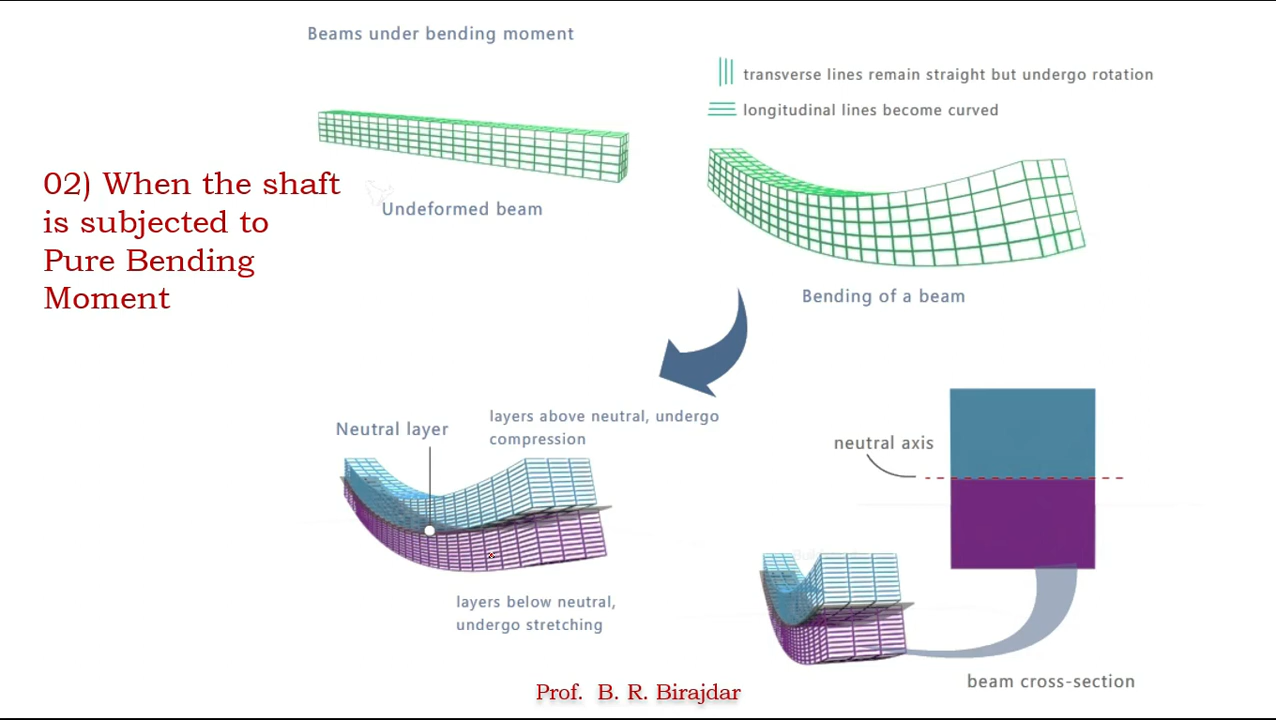 Beams under bending moment
transverse lines remain straight but undergo rotation
longitudinal lines become curved
02) When the shaft
is subjected to
Pure Bending
Moment
Undeformed beam
Bending of a beam
Neutral layer
layers above neutral, undergo
compression
neutral axis
layers below neutral,
undergo stretching
beam cross-section
Prof. B. R. Birajdar